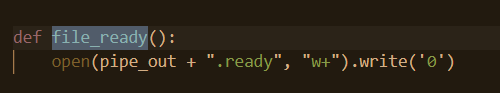 def file_ready():
    open(pipe_out + ".ready", "w+").write('0')